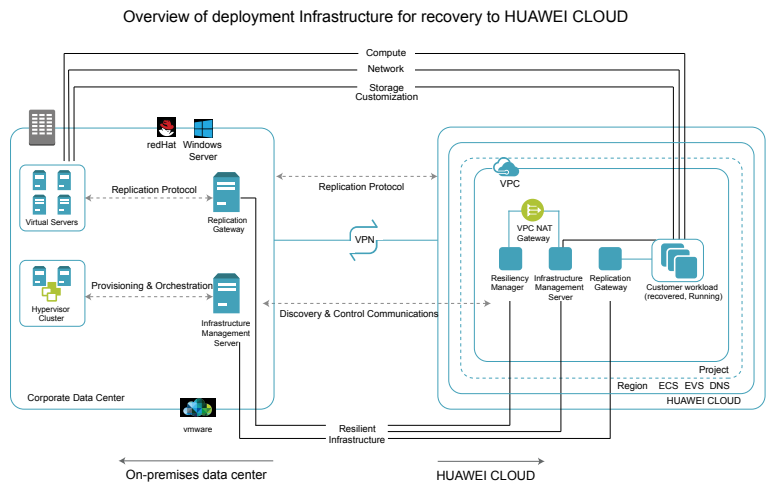 Overview of deployment Infrastructure for recovery to HUAWEI CLOUD
Compute
Network
Storage
Customization
redHat
Windows
Server
Replication Protocol
Virtual Servers
Replication
Gateway
Replication Protocol
VPN
VPC
VPC NAT
Gateway
Resiliency
Manager
Infrastructure
Management
Server
Replication
Gateway
Customer workload
(recovered, Running)
Provisioning & Orchestration
Hypervisor
Cluster
Infrastructure
Management
Server
Discovery & Control Communications
Project
Region ECS EVS DNS
HUAWEI CLOUD
Corporate Data Center
vmware
Resilient
Infrastructure
On-premises data center
HUAWEI CLOUD